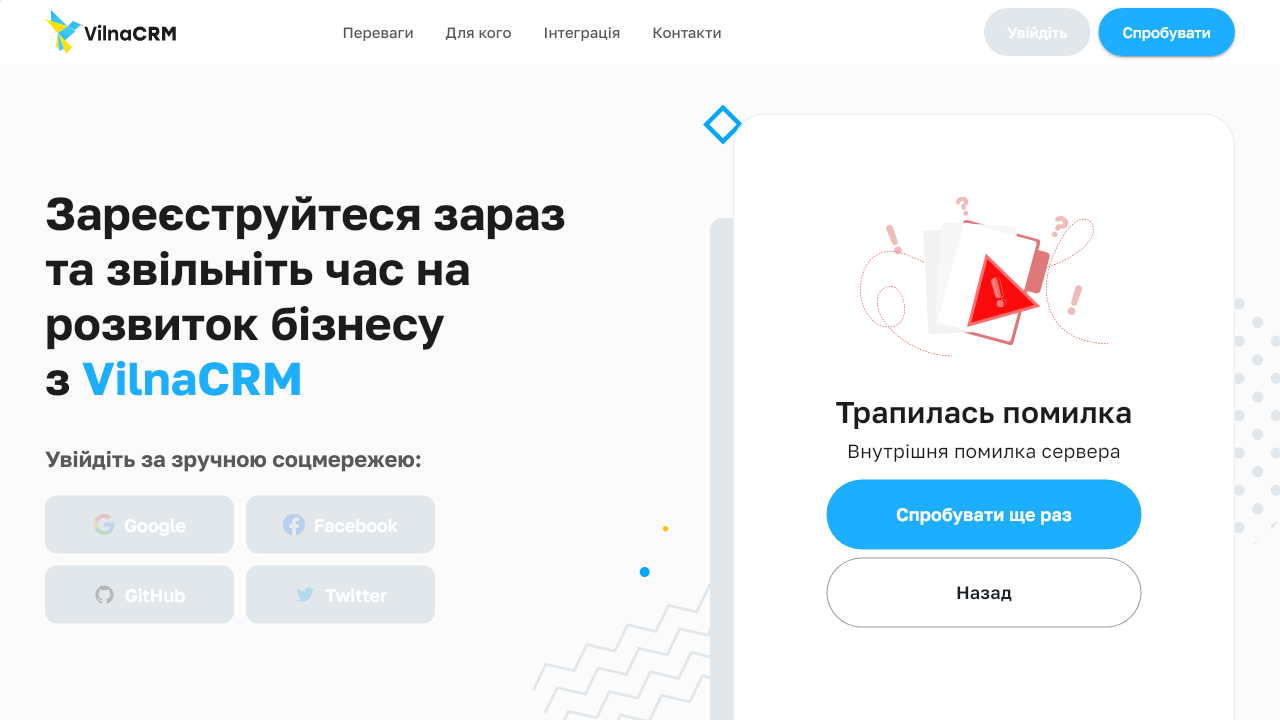 VilnaCRM
Переваги
Для кого
Інтеграція
Контакти
Увійдіть
Спробувати
Зареєструйтеся зараз
та звільніть час на
розвиток бізнесу
з VilnaCRM
Увійдіть за зручною соцмережею:
Google
Facebook
GitHub
Twitter
Трапилась помилка
Внутрішня помилка сервера
Спробувати ще раз
Назад